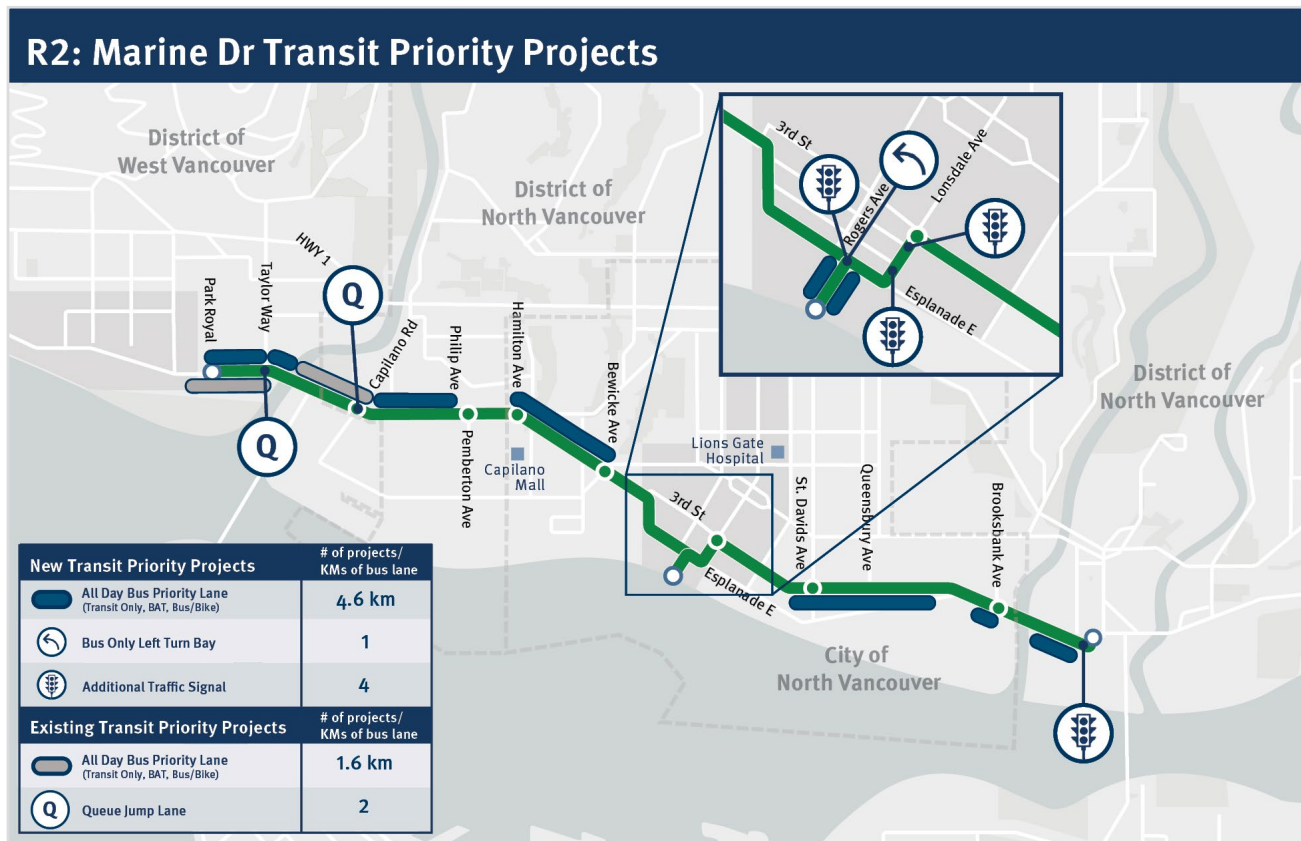 R2: Marine Dr Transit Priority Projects
District of
West Vancouver
District of
North Vancouver
3rd St
Rogers Ave
Lonsdale Ave
Esplanade E
HWY 1
Park Royal
Taylor Way
Q
Capilano Rd
Philip Ave
Hamilton Ave
Bewicke Ave
District of
North Vancouver
Q
Pemberton Ave
Capilano
Mall
Lions Gate
Hospital
3rd St
St. Davids Ave
Queensbury Ave
Brooksbank Ave
Esplanade E
City of
North Vancouver
New Transit Priority Projects
# of projects/
KMs of bus lane
All Day Bus Priority Lane
(Transit Only, BAT, Bus/Bike)
4.6 km
Bus Only Left Turn Bay
1
Additional Traffic Signal
4
Existing Transit Priority Projects
# of projects/
KMs of bus lane
All Day Bus Priority Lane
(Transit Only, BAT, Bus/Bike)
1.6 km
Q
Queue Jump Lane
2